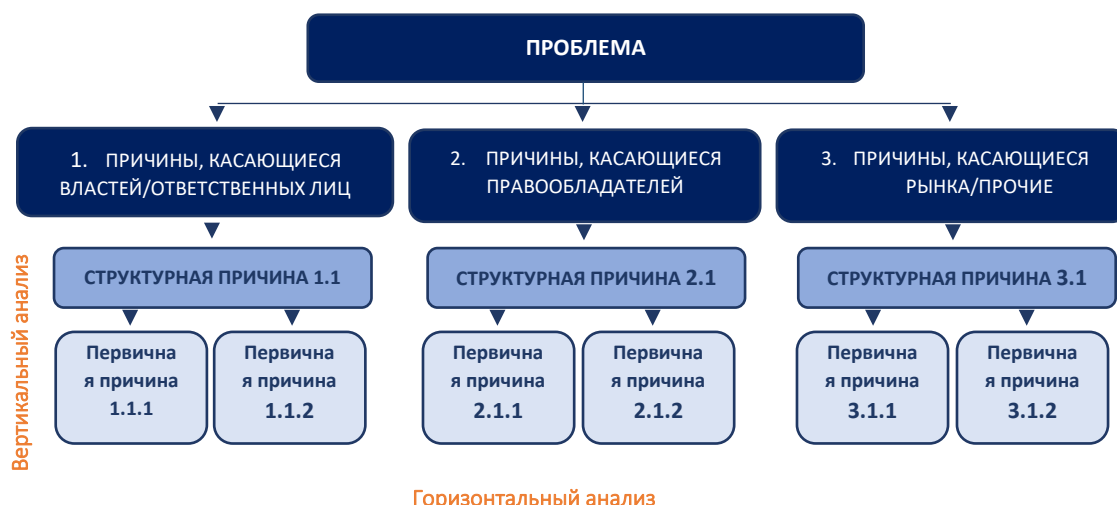 ПРОБЛЕМА
1. ПРИЧИНЫ, КАСАЮЩИЕСЯ
ВЛАСТЕЙ/ОТВЕТСТВЕННЫХ ЛИЦ
2. ПРИЧИНЫ, КАСАЮЩИЕСЯ
ПРАВООБЛАДАТЕЛЕЙ
3. ПРИЧИНЫ, КАСАЮЩИЕСЯ
РЫНКА/ПРОЧИЕ
СТРУКТУРНАЯ ПРИЧИНА 1.1
СТРУКТУРНАЯ ПРИЧИНА 2.1
СТРУКТУРНАЯ ПРИЧИНА 3.1
Первична
я причина
1.1.1
Первична
я причина
1.1.2
Первична
я причина
2.1.1
Первична
я причина
2.1.2
Первична
я причина
3.1.1
Первична
я причина
3.1.2
Вертикальный анализ
Горизонтальный анализ